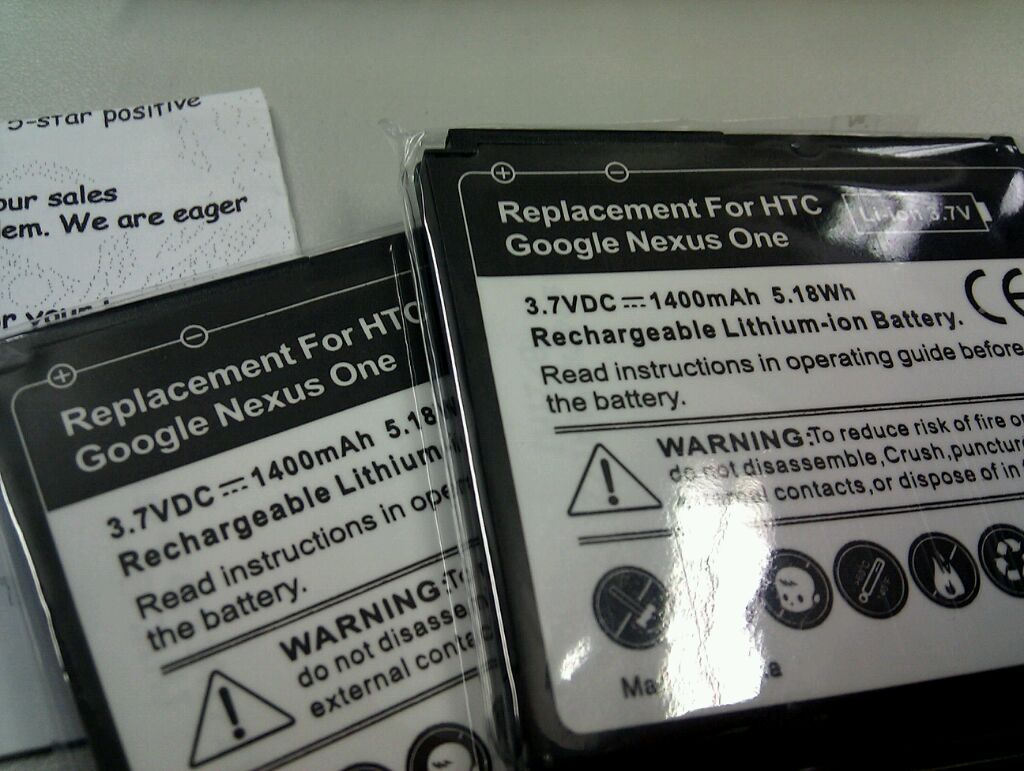 5-star positive
our sales
em. We are eager
Replacement For HTC
Google Nexus One
3.7VDC 1400mAh 5.18
Rechargeable Lithium
Read instructions in ope
the battery.
WARNING:To
do not disasse
external conta
Replacement For HTC
Google Nexus One
Li-ion 3.7V
3.7VDC 1400mAh 5.18Wh
Rechargeable Lithium-ion Battery.
CE
Read instructions in operating guide before
the battery.
WARNING:To reduce risk of fire or
do not disassemble,Crush,puncture
contacts,or dispose of in